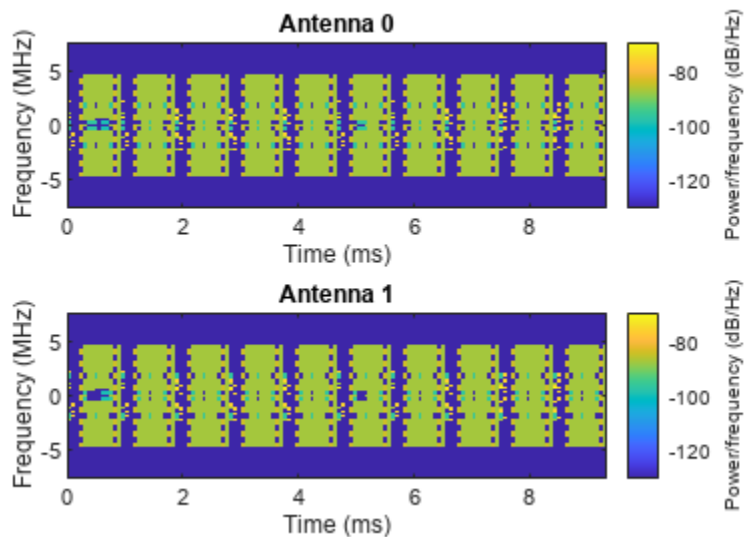 Antenna 0
Frequency (MHz)
5
0
-5
0
2
4
6
8
Time (ms)
-80
-100
-120
Power/frequency (dB/Hz)
Antenna 1
Frequency (MHz)
5
0
-5
0
2
4
6
8
Time (ms)
-80
-100
-120
Power/frequency (dB/Hz)